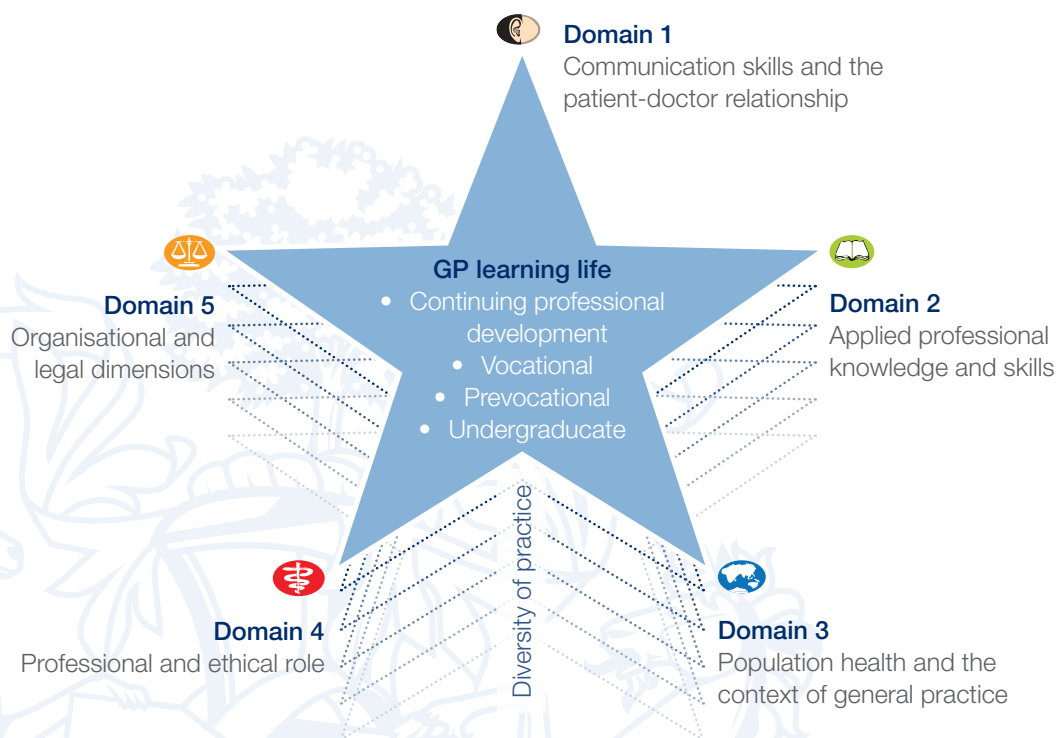 Domain 1
Communication skills and the
patient-doctor relationship
GP learning life
• Continuing professional
development
• Vocational
• Prevocational
• Undergraducate
Domain 5
Organisational and
legal dimensions
Domain 2
Applied professional
knowledge and skills
Diversity of practice
Domain 4
Professional and ethical role
Domain 3
Population health and the
context of general practice